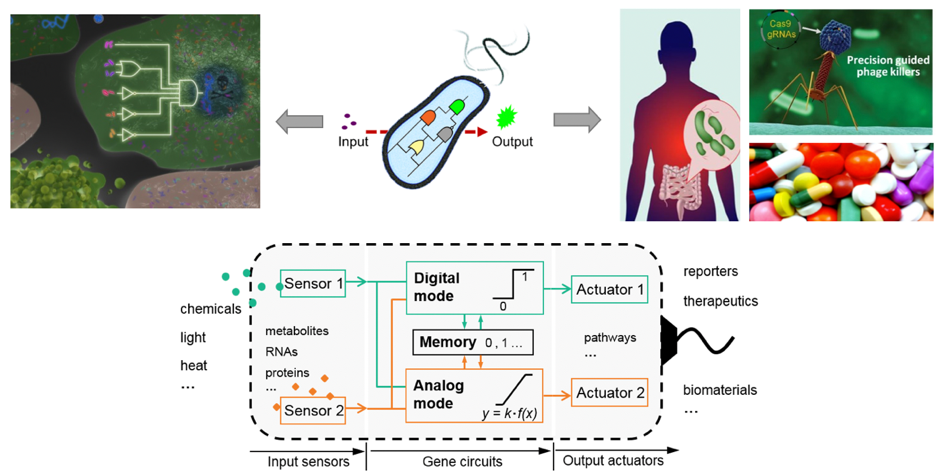 Cas9
gRNAs
Precision guided
phage killers
Input
Output
chemicals
light
heat
...
Sensor 1
metabolites
RNAs
proteins
...
Sensor 2
Digital
mode
1
0
Memory 0 , 1 ...
Analog
mode
y = k·f(x)
Actuator 1
pathways
...
Actuator 2
reporters
therapeutics
biomaterials
...
Input sensors
Gene circuits
Output actuators